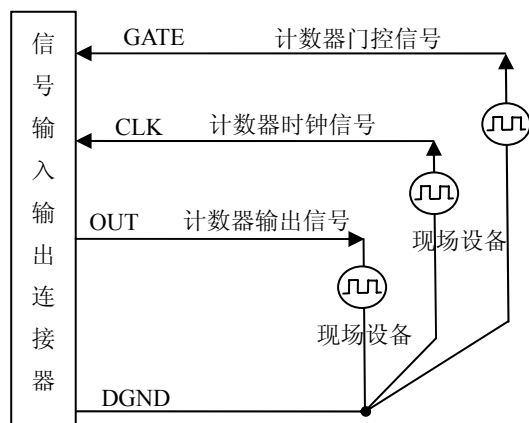 信号输入输出连接器
GATE 计数器门控信号
CLK 计数器时钟信号
OUT 计数器输出信号
现场设备
现场设备
DGND